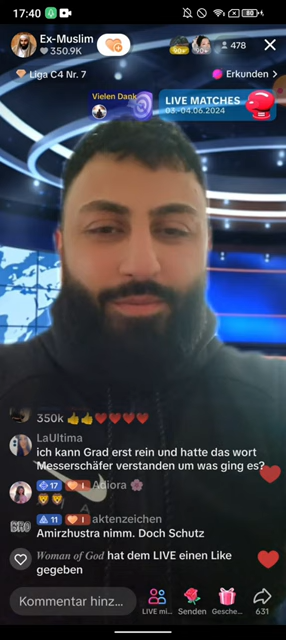 17:40
80
Ex-Muslim
350.9K
478
Liga C4 Nr. 7
Erkunden >
Vielen Dank
LIVE MATCHES
03.-04.06.2024
350k 👍👍❤️❤️❤️❤️
LaUltima
ich kann Grad erst rein und hatte das wort
Messerschäfer verstanden um was ging es?
17 I Adiora 🌸
🦁🦁
11 I aktenzeichen
Amirzhustra nimm. Doch Schutz
Woman of God hat dem LIVE einen Like
gegeben
Kommentar hinz...
LIVE mi...
Senden
Gesche...
631